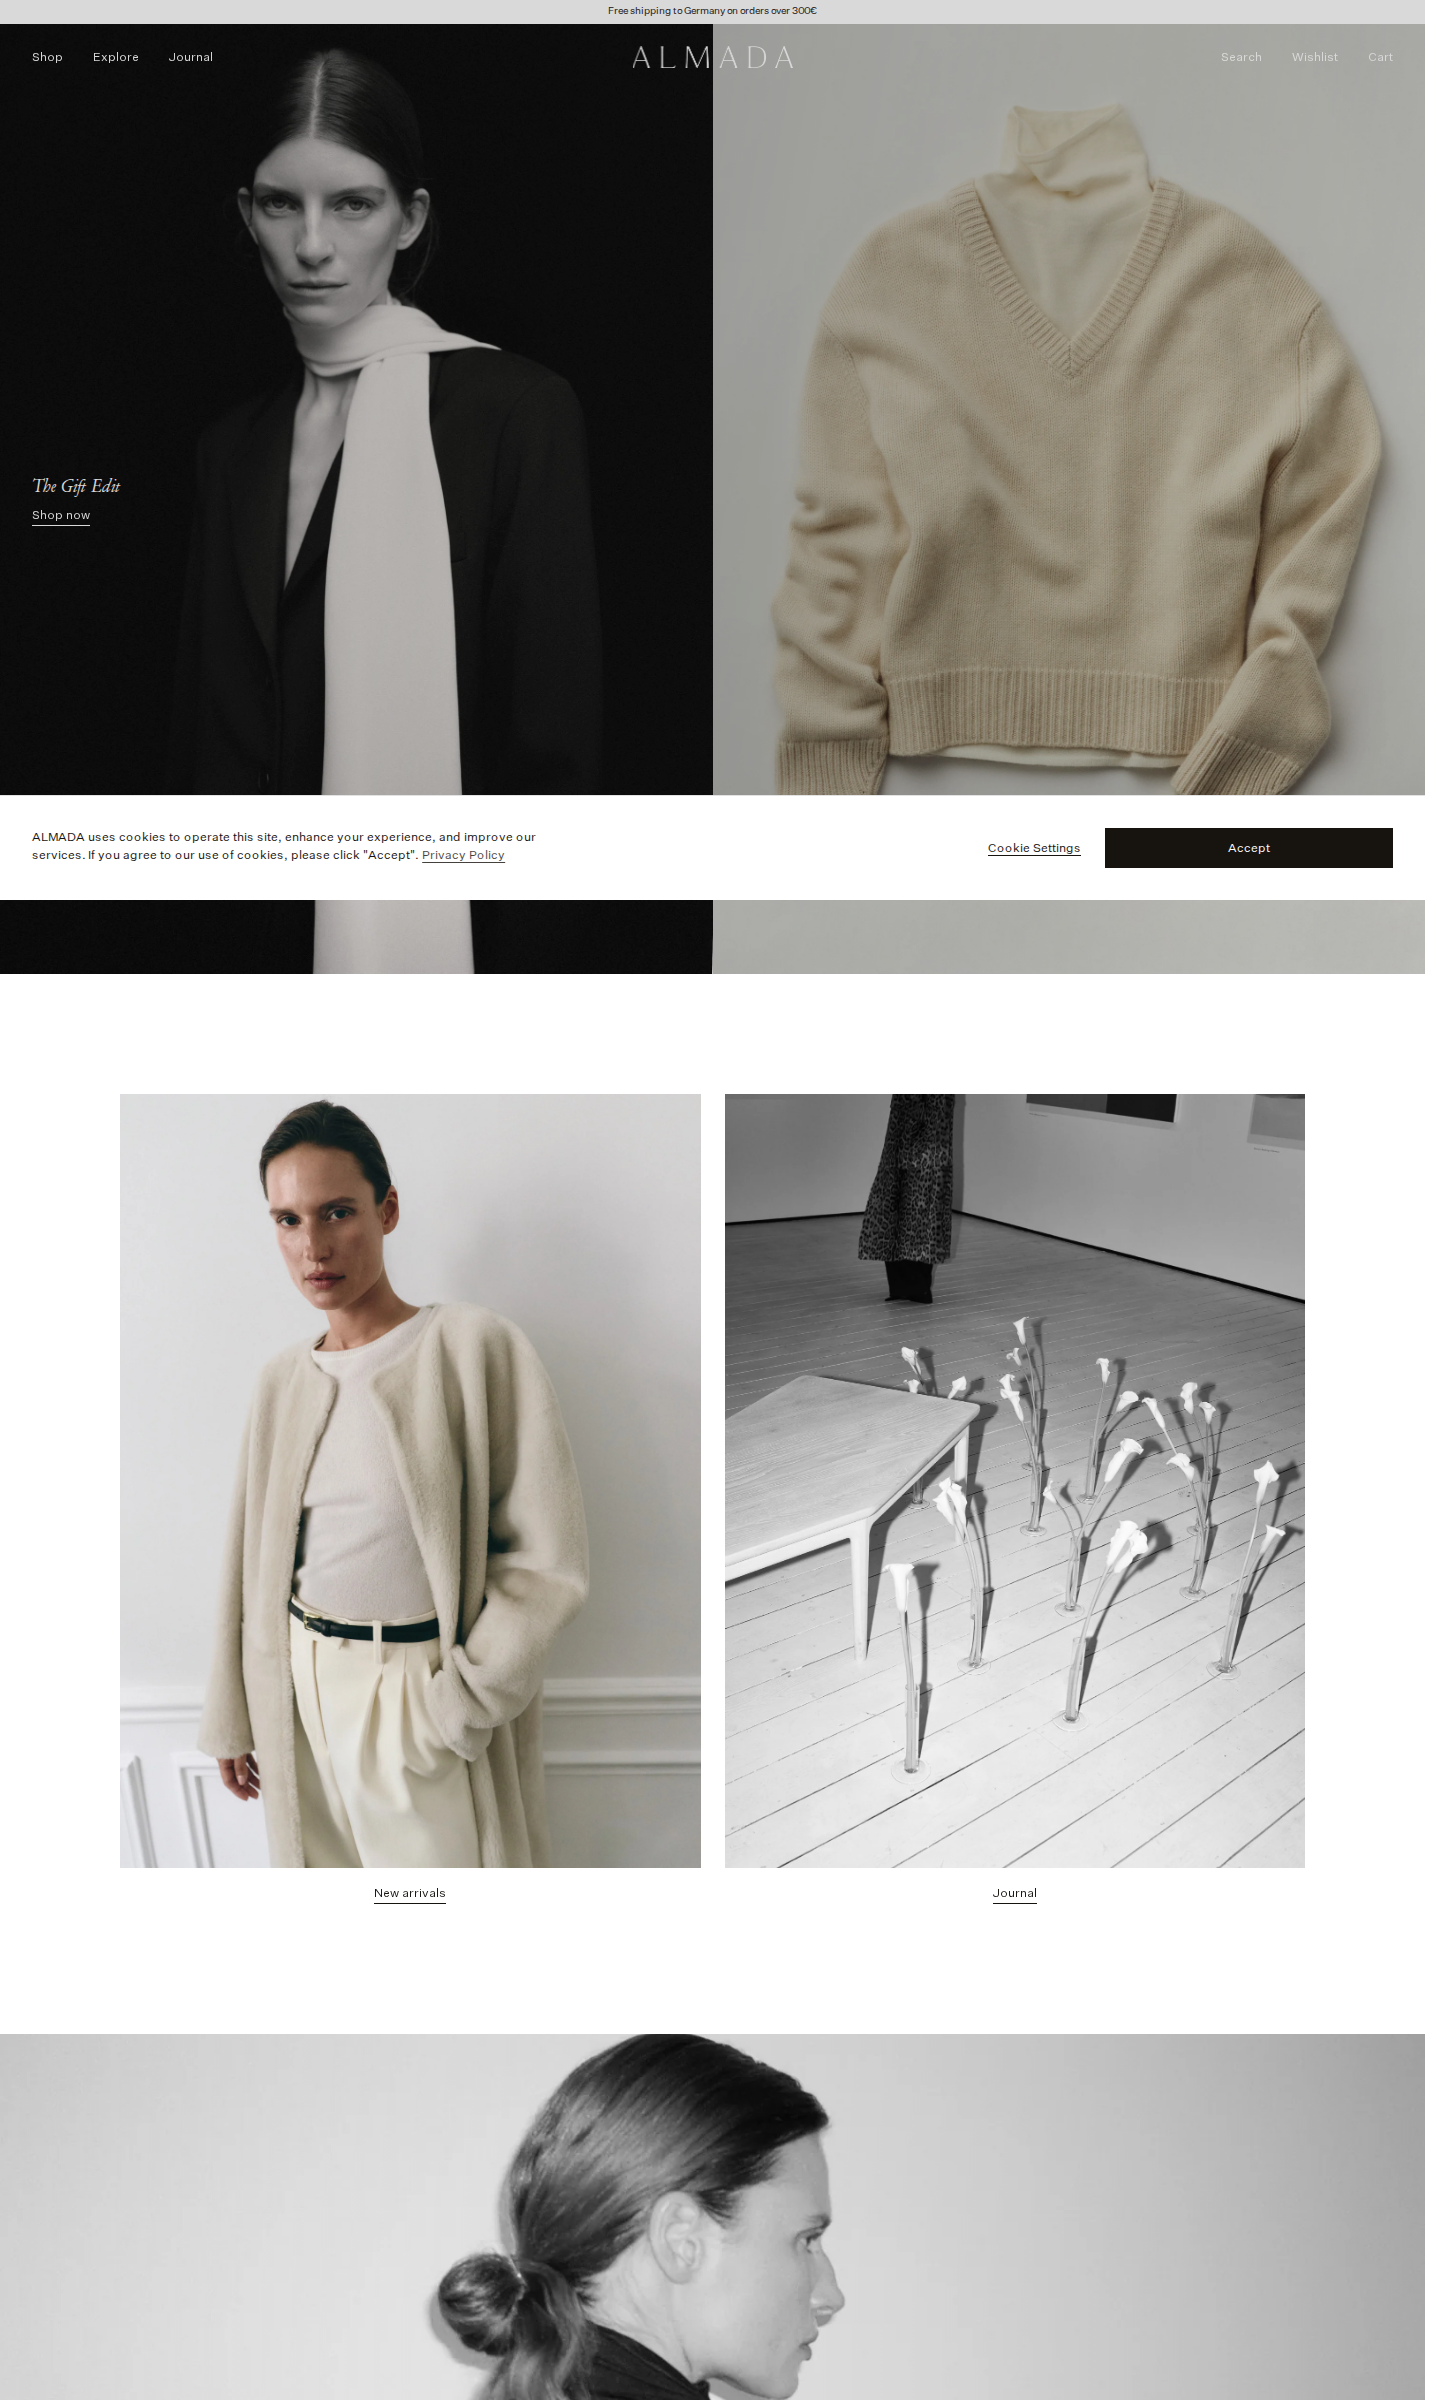 Free shipping to Germany on orders over 300€
Shop Explore Journal ALMADA Search Wishlist Cart
The Gift Edit
Shop now
ALMADA uses cookies to operate this site, enhance your experience, and improve our
services. If you agree to our use of cookies, please click "Accept". Privacy Policy
Cookie Settings
Accept
New arrivals
Journal